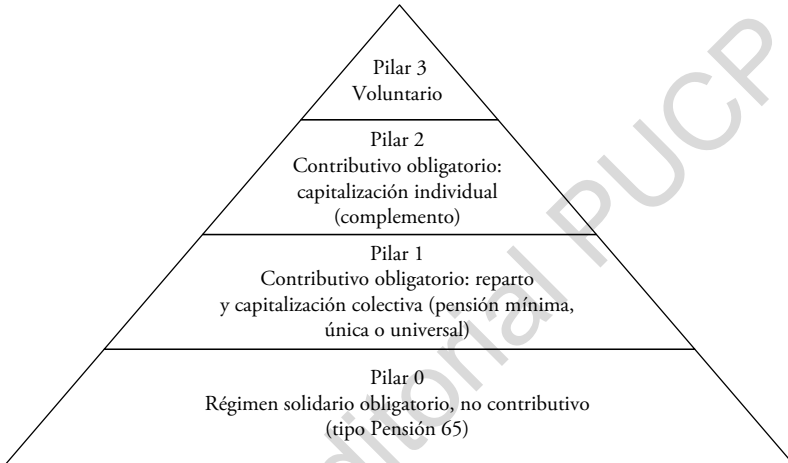 Pilar 3
Voluntario
Pilar 2
Contributivo obligatorio:
capitalización individual
(complemento)
Pilar 1
Contributivo obligatorio: reparto
y capitalización colectiva (pensión mínima,
única o universal)
Pilar 0
Régimen solidario obligatorio, no contributivo
(tipo Pensión 65)
ditorial PUCP